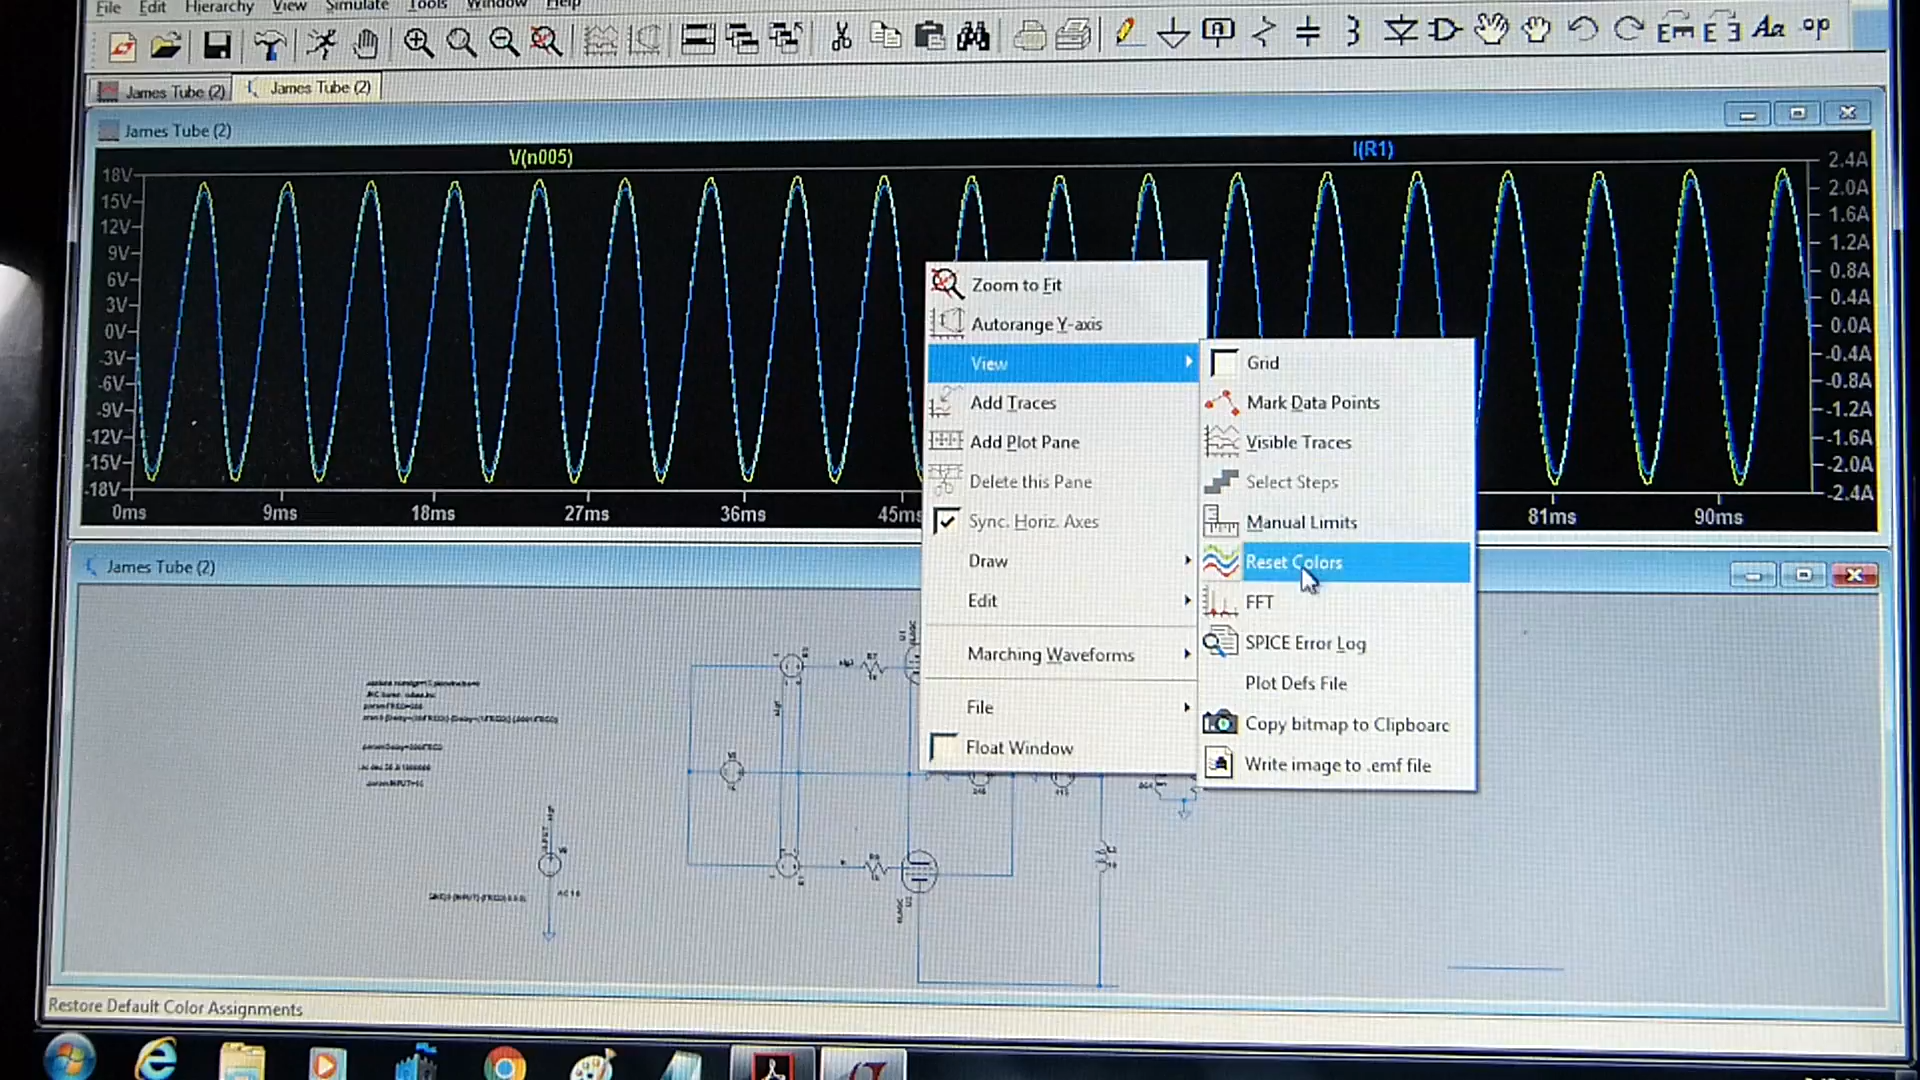 File Edit Hierarchy View Simulate Tools Window Help
Aa .op
James Tube (2) James Tube (2)
James Tube (2)
V(n005) I(R1)
18V 2.4A
15V 2.0A
12V 1.6A
9V 1.2A
6V 0.8A
3V 0.4A
0V 0.0A
-3V -0.4A
-6V -0.8A
-9V -1.2A
-12V -1.6A
-15V -2.0A
-18V -2.4A
0ms 9ms 18ms 27ms 36ms 45ms 81ms 90ms
Zoom to Fit
Autorange Y-axis
View
Add Traces
Add Plot Pane
Delete this Pane
Sync. Horiz. Axes
Draw
Edit
Marching Waveforms
File
Float Window
Grid
Mark Data Points
Visible Traces
Select Steps
Manual Limits
Reset Colors
FFT
SPICE Error Log
Plot Defs File
Copy bitmap to Clipboard
Write image to .emf file
James Tube (2)
AC 10
Restore Default Color Assignments